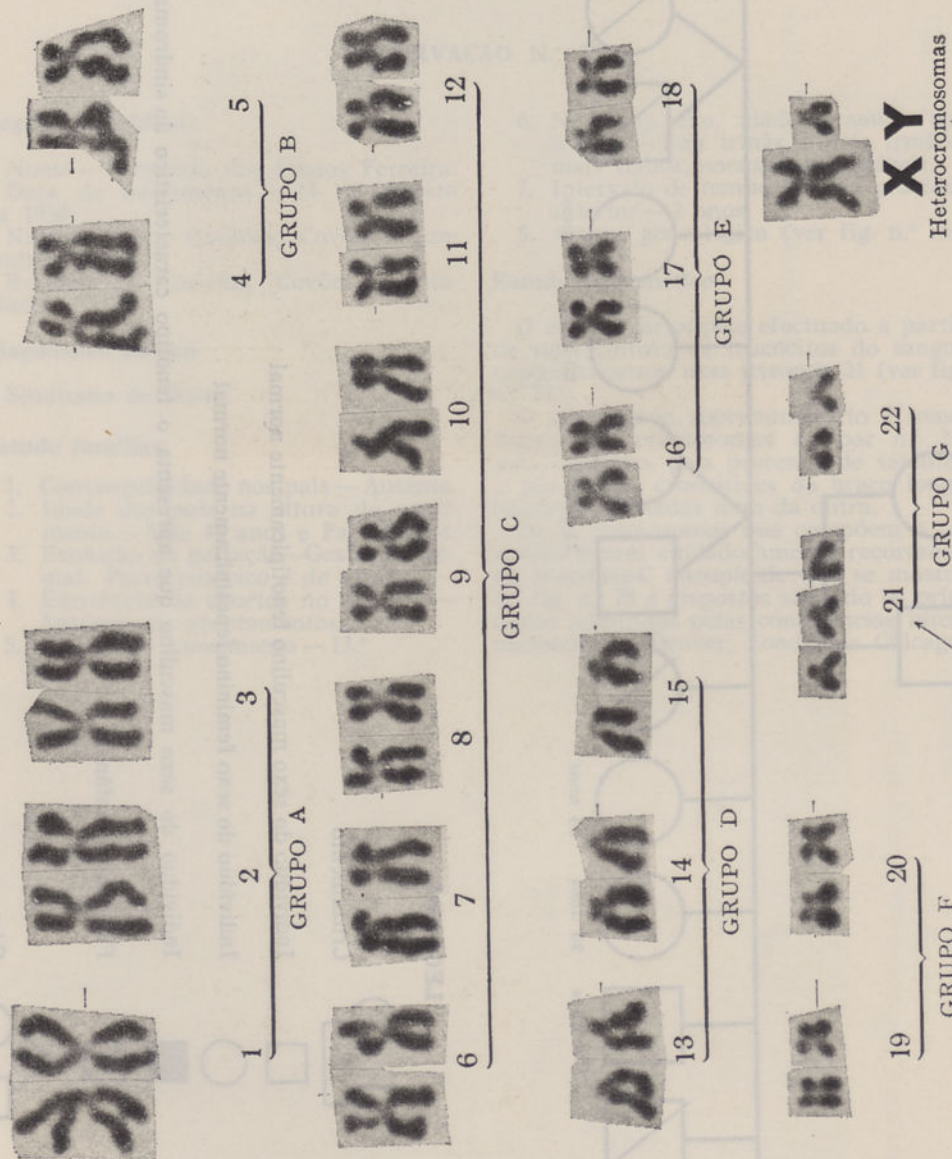 1 2 3
GRUPO A
4 5
GRUPO B
6 7 8 9 10 11 12
GRUPO C
13 14 15
GRUPO D
16 17 18
GRUPO E
19 20
GRUPO F
21 22
GRUPO G
X Y
Heterocromosomas